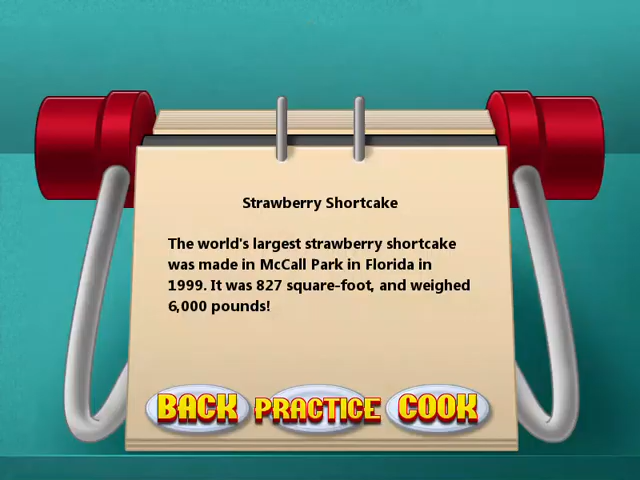 Strawberry Shortcake
The world's largest strawberry shortcake
was made in McCall Park in Florida in
1999. It was 827 square-foot, and weighed
6,000 pounds!
BACK PRACTICE COOK